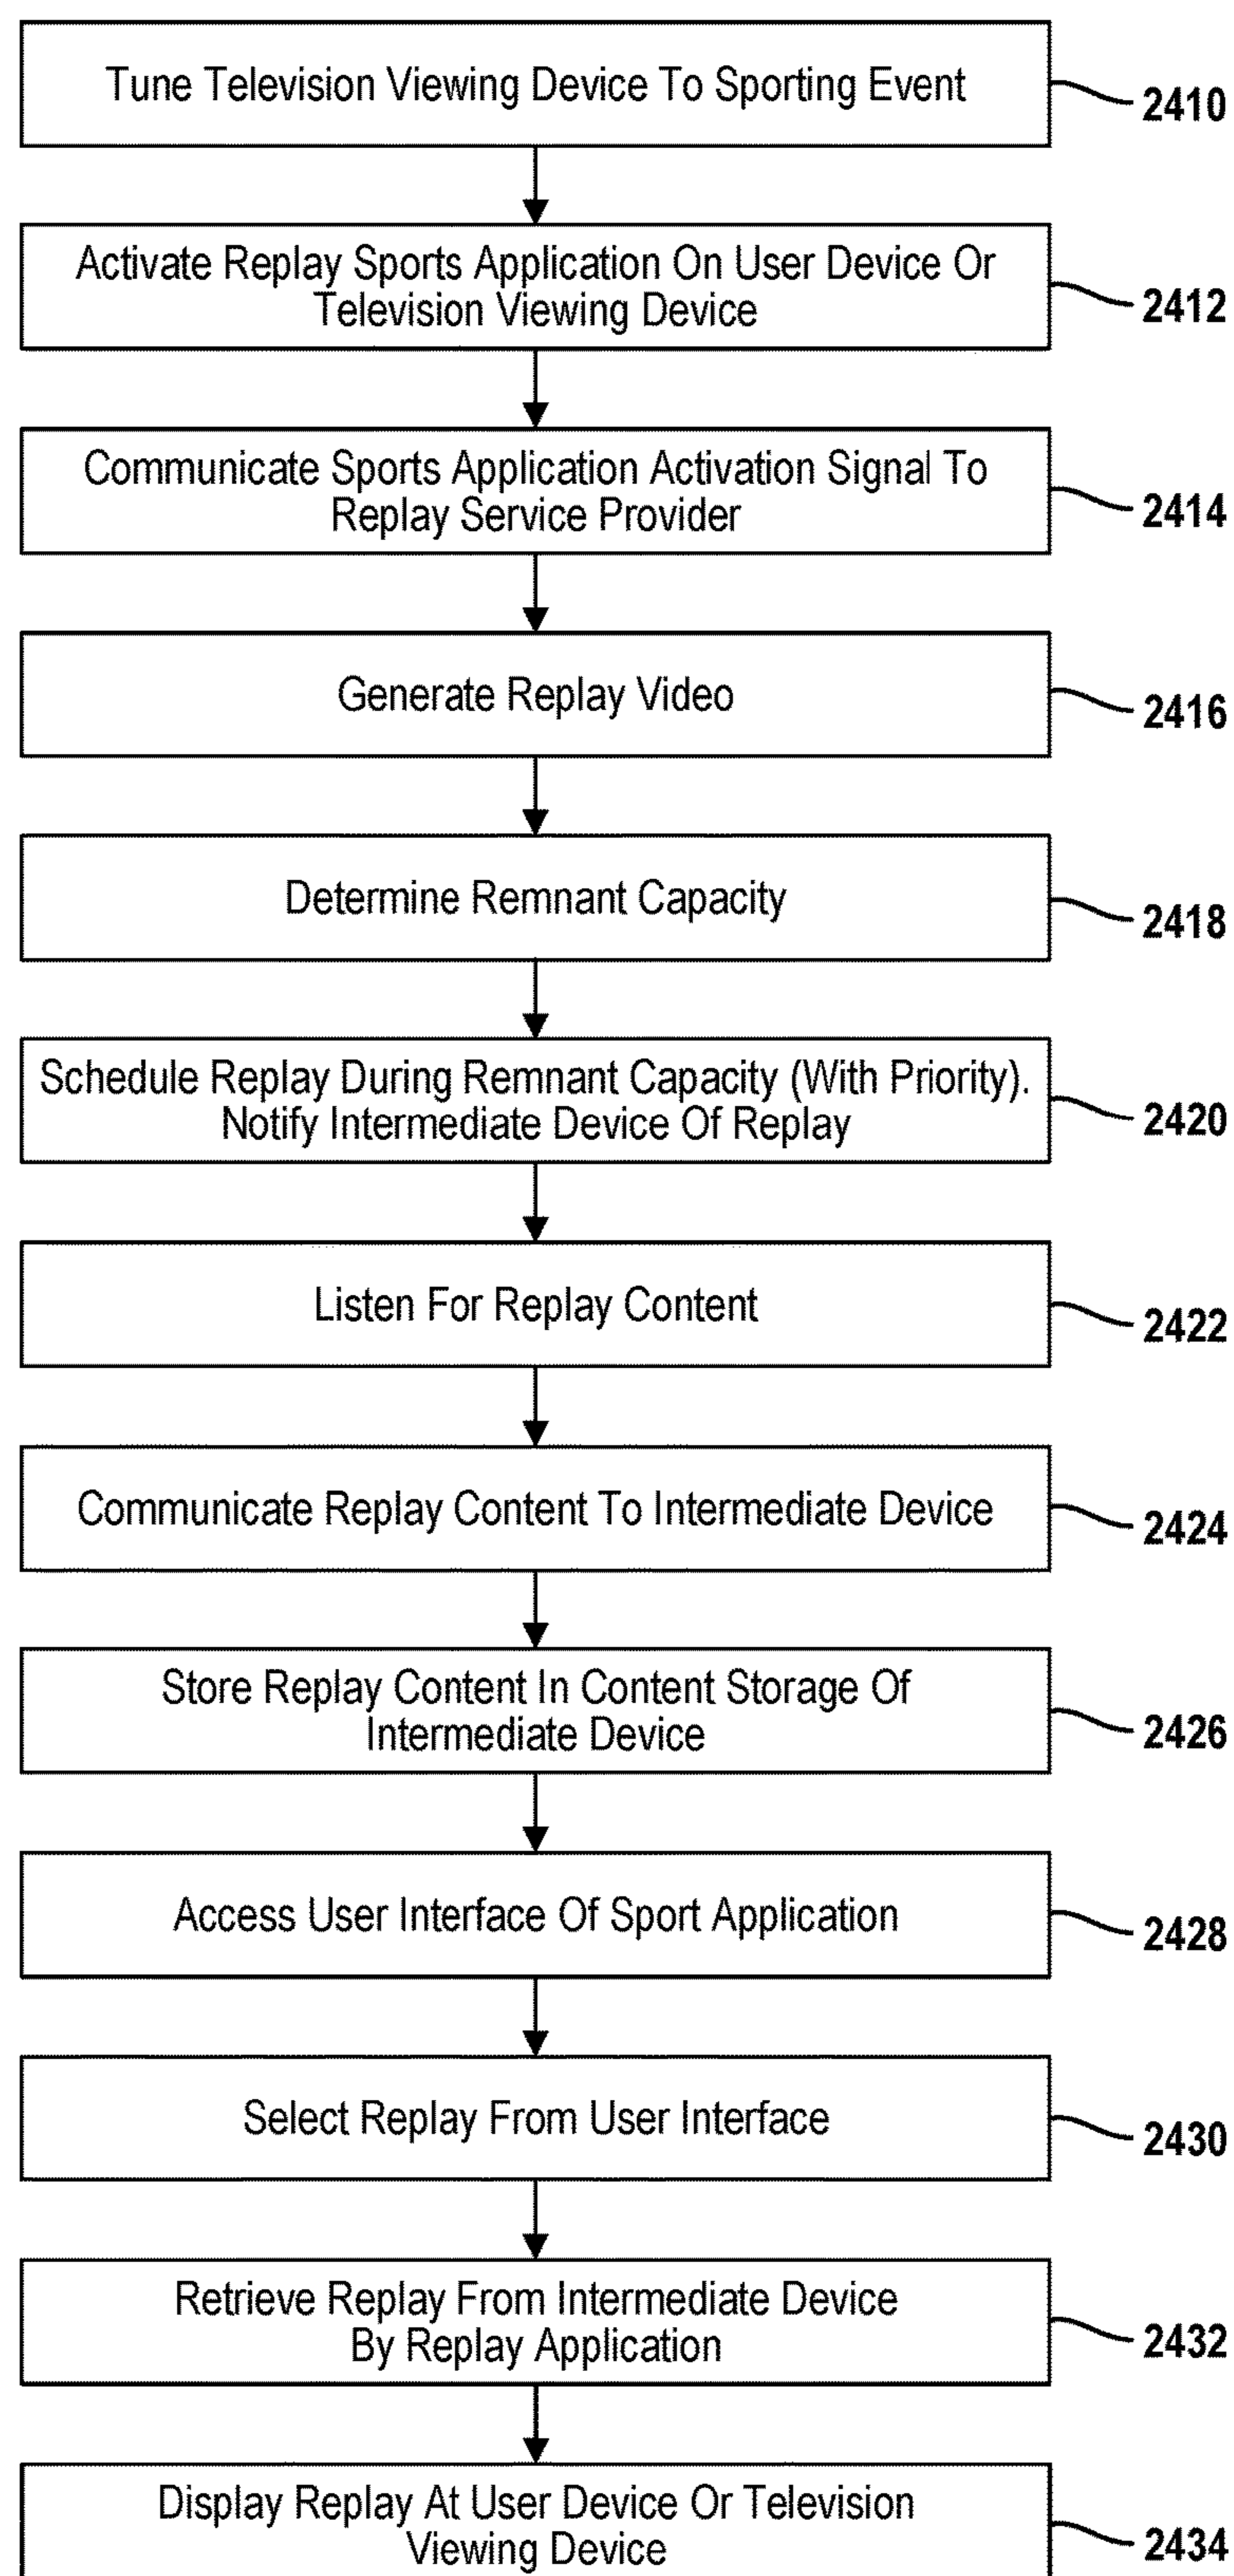 Tune Television Viewing Device To Sporting Event
2410
Activate Replay Sports Application On User Device Or
Television Viewing Device
2412
Communicate Sports Application Activation Signal To
Replay Service Provider
2414
Generate Replay Video
2416
Determine Remnant Capacity
2418
Schedule Replay During Remnant Capacity (With Priority).
Notify Intermediate Device Of Replay
2420
Listen For Replay Content
2422
Communicate Replay Content To Intermediate Device
2424
Store Replay Content In Content Storage Of
Intermediate Device
2426
Access User Interface Of Sport Application
2428
Select Replay From User Interface
2430
Retrieve Replay From Intermediate Device
By Replay Application
2432
Display Replay At User Device Or Television
Viewing Device
2434